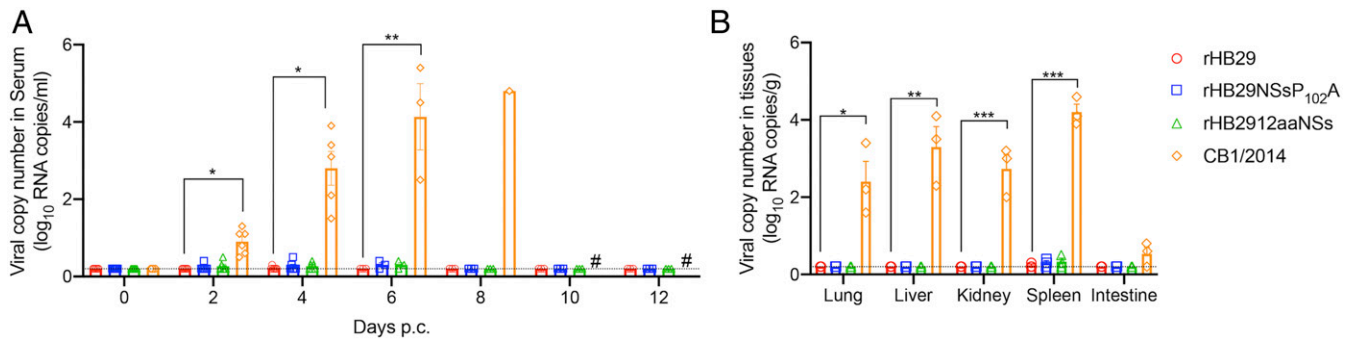 A
Viral copy number in Serum
(log10 RNA copies/ml)
6
4
2
0
*
*
**
#
#
0 2 4 6 8 10 12
Days p.c.
B
Viral copy number in tissues
(log10 RNA copies/g)
6
4
2
0
*
**
***
***
Lung Liver Kidney Spleen Intestine
rHB29
rHB29NSsP102A
rHB2912aaNSs
CB1/2014